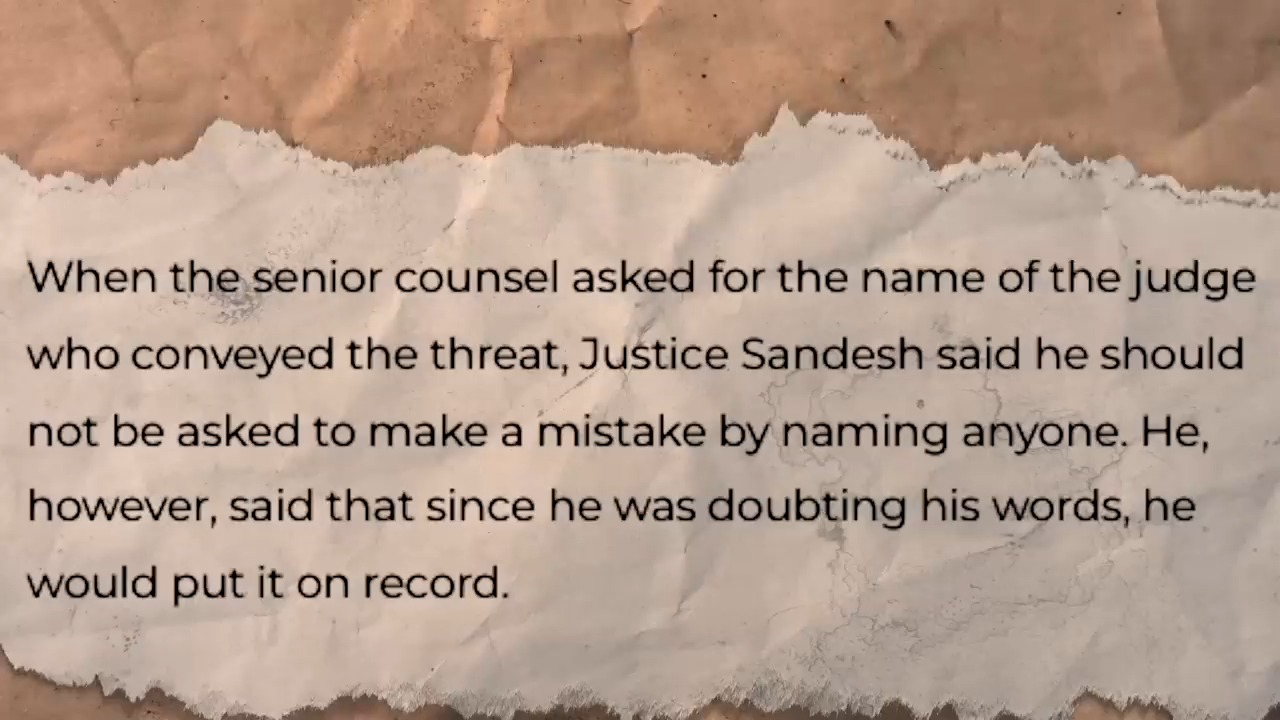 When the senior counsel asked for the name of the judge
who conveyed the threat, Justice Sandesh said he should
not be asked to make a mistake by naming anyone. He,
however, said that since he was doubting his words, he
would put it on record.